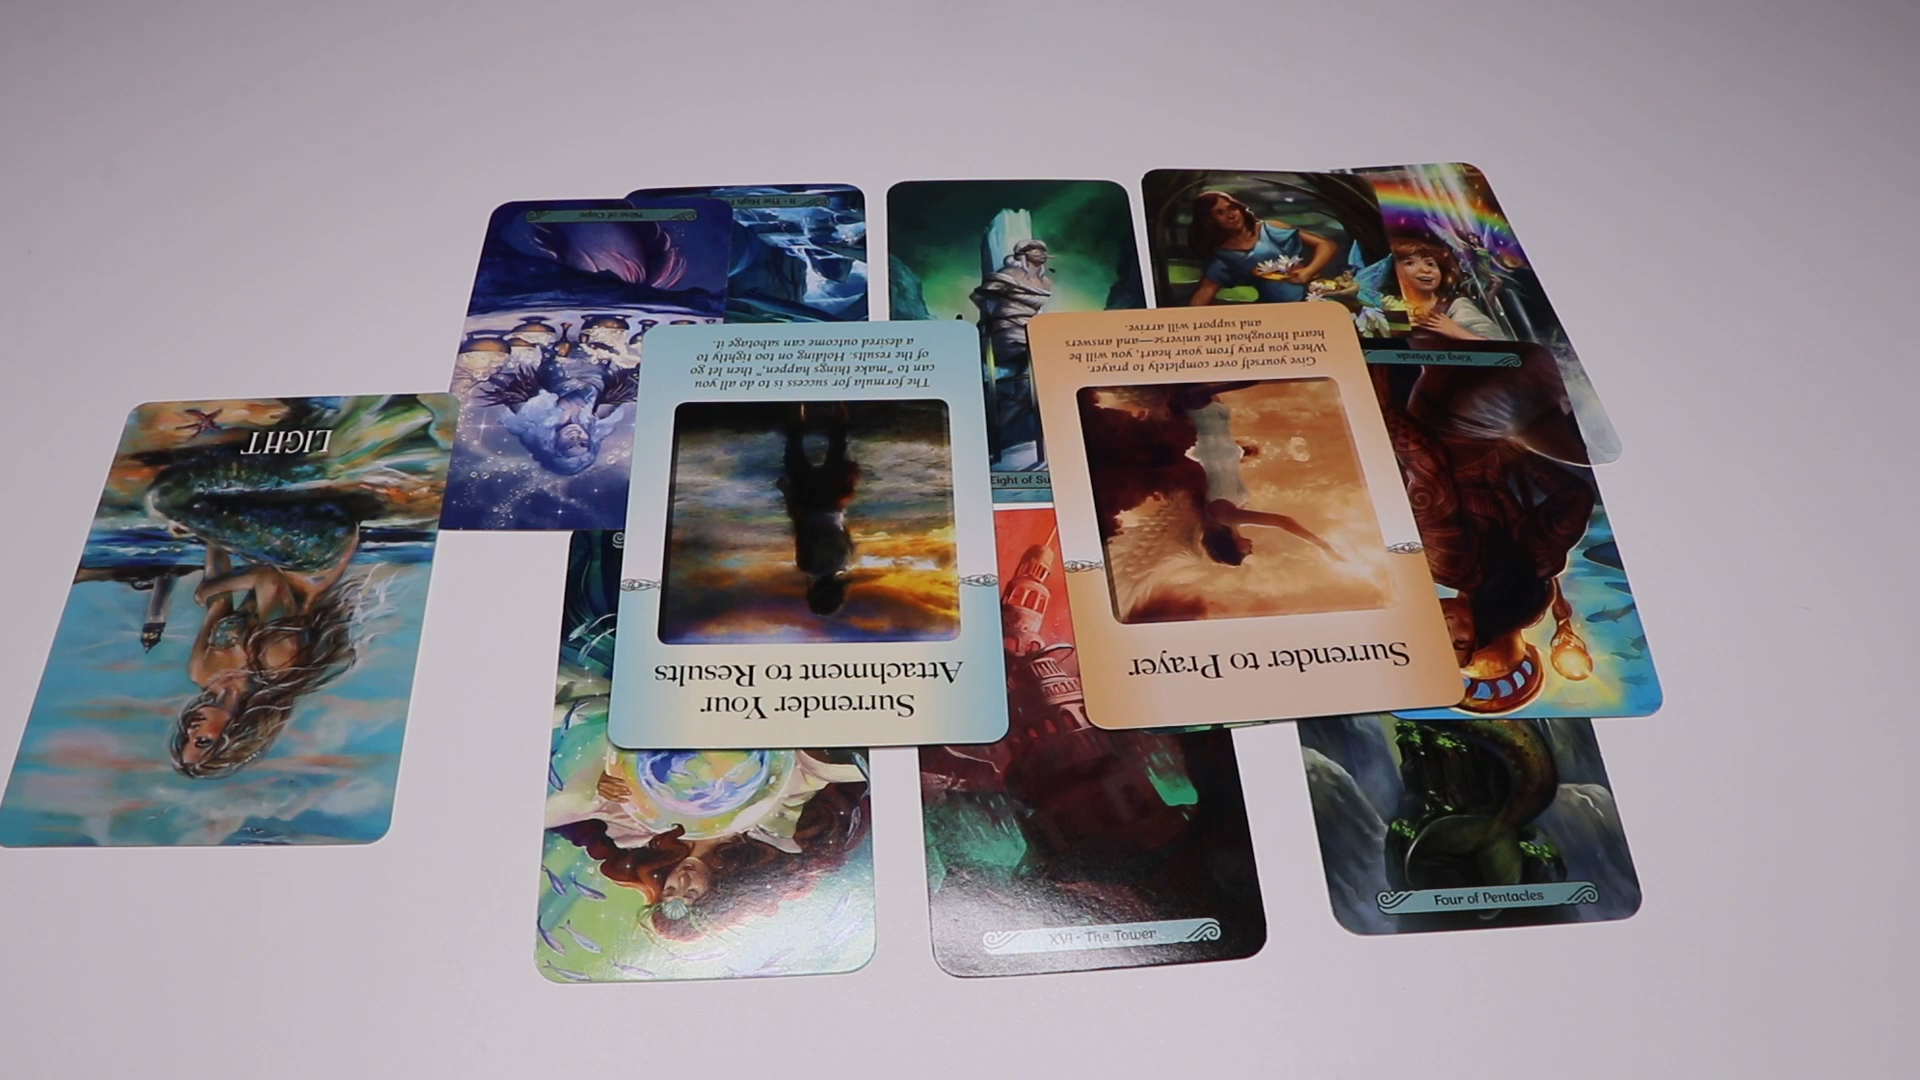 LIGHT
Nine of Cups
II - The High
Eight of Su
King of Wands
Surrender Your
Attachment to Results
The formula for success is to do all you
can to "make things happen," then let go
of the results. Holding on too tightly to
a desired outcome can sabotage it.
Surrender to Prayer
Give yourself over completely to prayer.
When you pray from your heart, you will be
heard throughout the universe—and answers
and support will arrive.
XVI - The Tower
Four of Pentacles